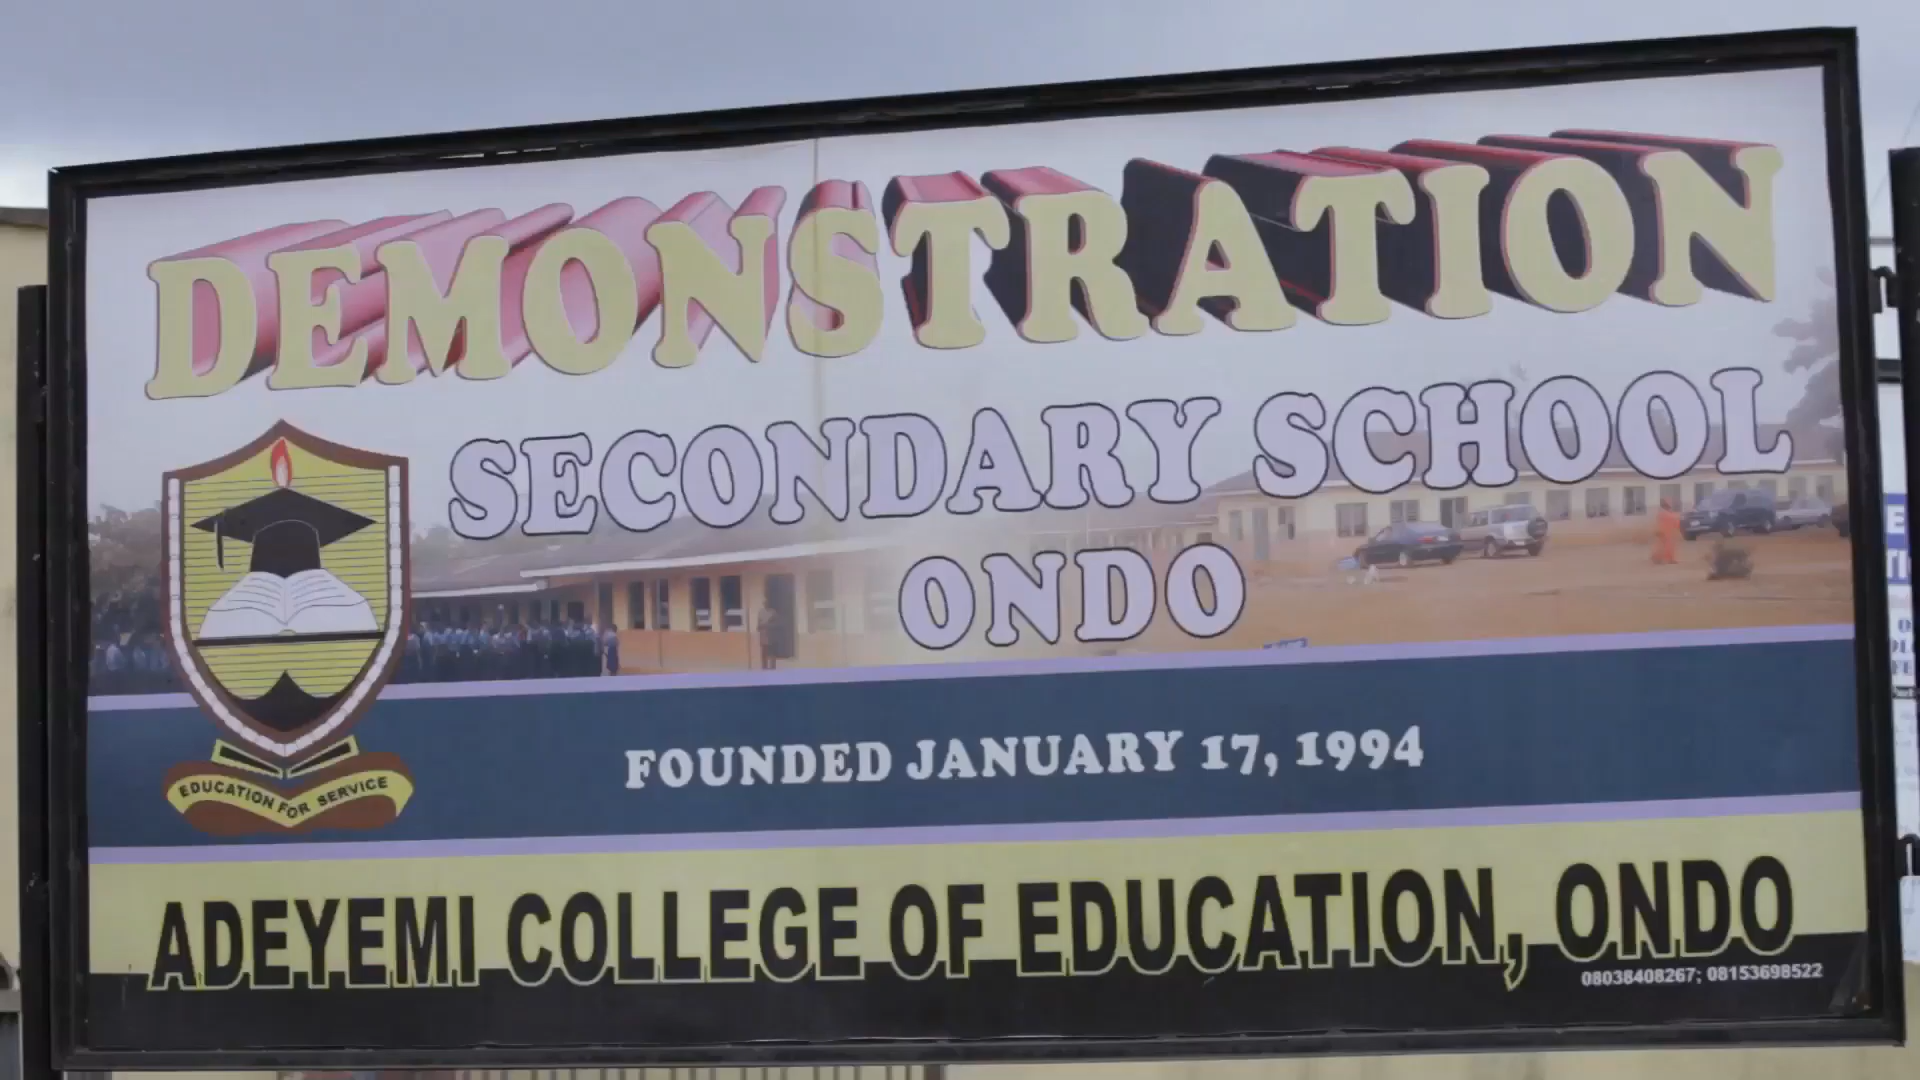 DEMONSTRATION
SECONDARY SCHOOL
ONDO
FOUNDED JANUARY 17, 1994
EDUCATION FOR SERVICE
ADEYEMI COLLEGE OF EDUCATION, ONDO
08038408267; 08153698522